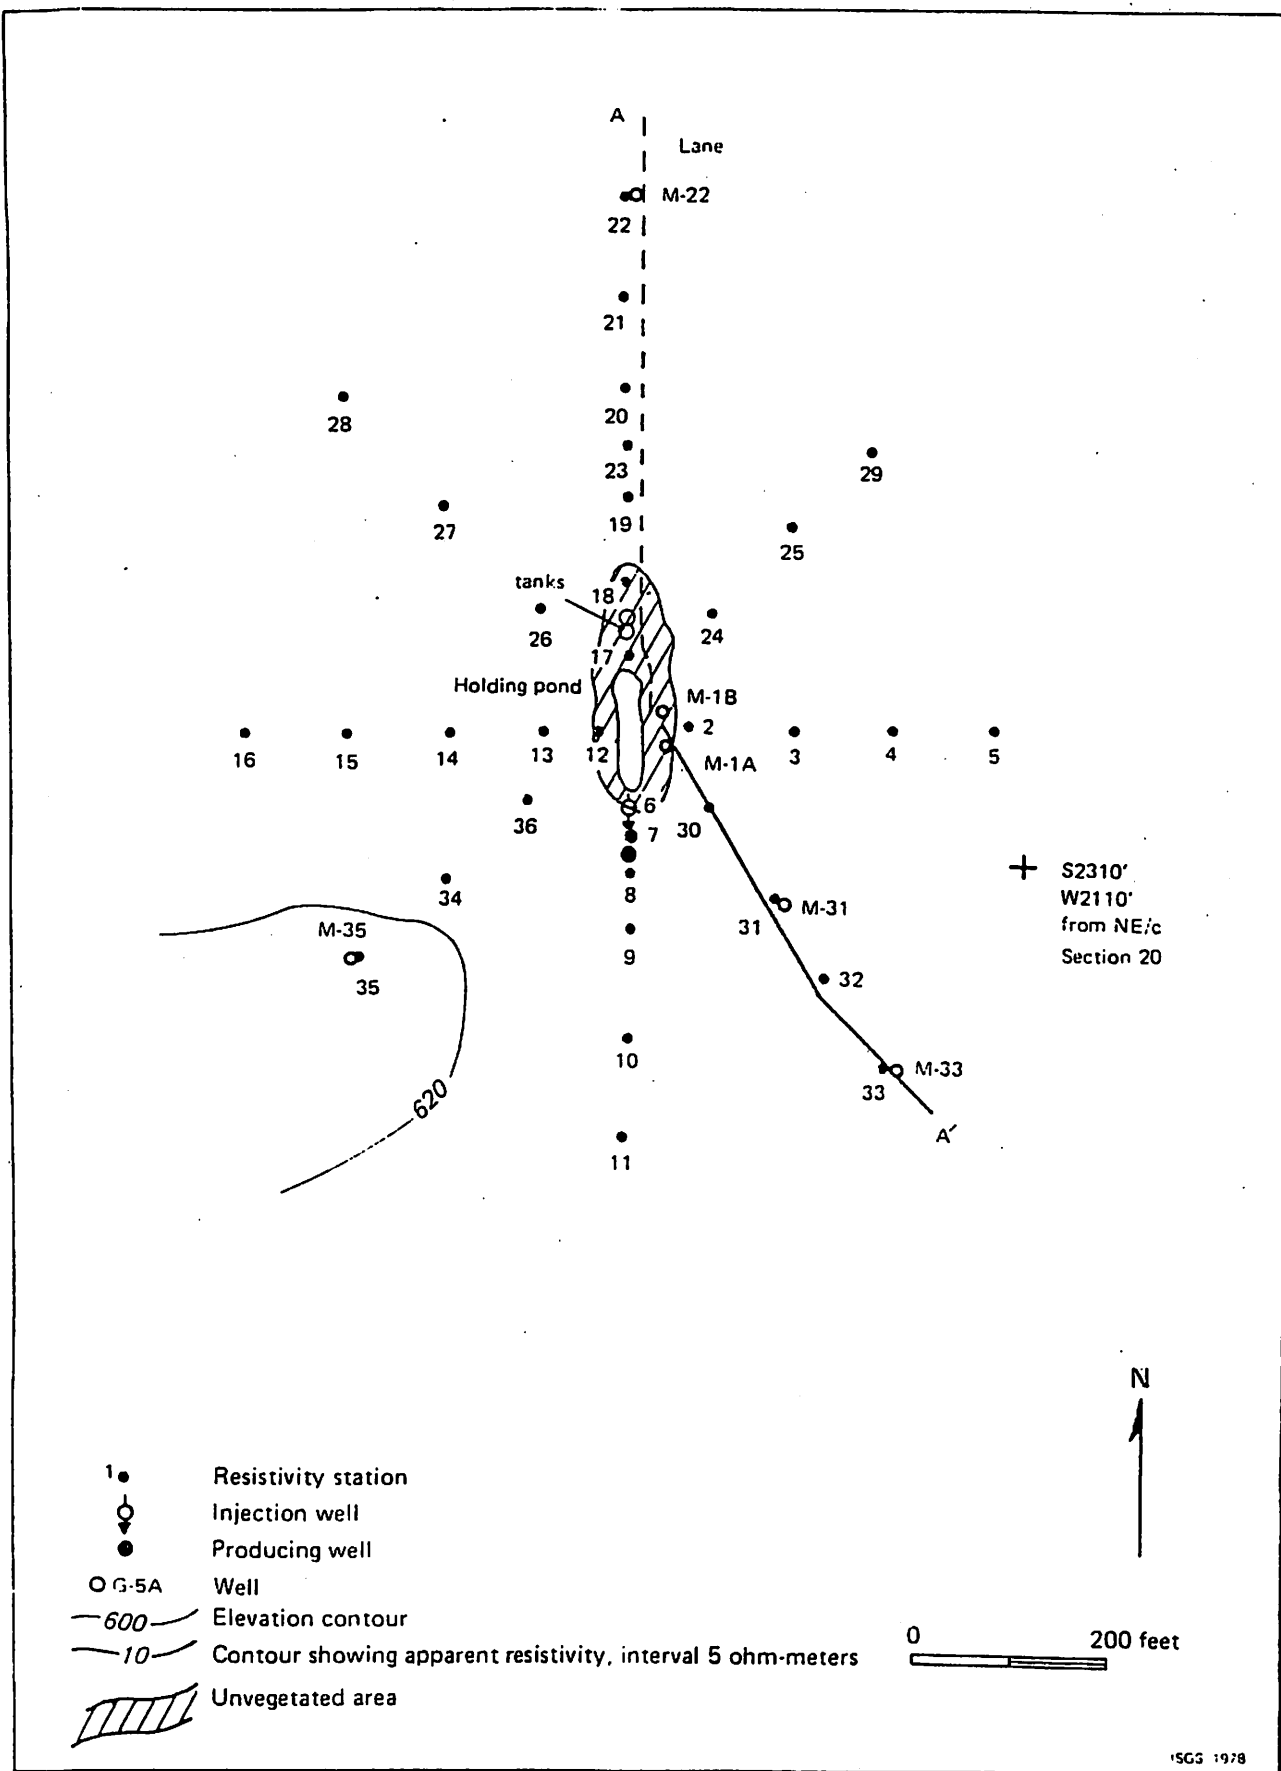 A
Lane
M-22
22
21
20
28
23
29
19
27
25
tanks
18
26
24
17
Holding pond
M-1B
2
12
16
15
14
13
M-1A
3
4
5
6
36
7
30
S2310'
W2110'
from NE/c
Section 20
34
8
M-31
31
M-35
9
35
32
10
M-33
33
620
A'
11
N
1
Resistivity station
Injection well
Producing well
G-5A Well
600 Elevation contour
10 Contour showing apparent resistivity, interval 5 ohm-meters
0 200 feet
Unvegetated area
ISGS 1978